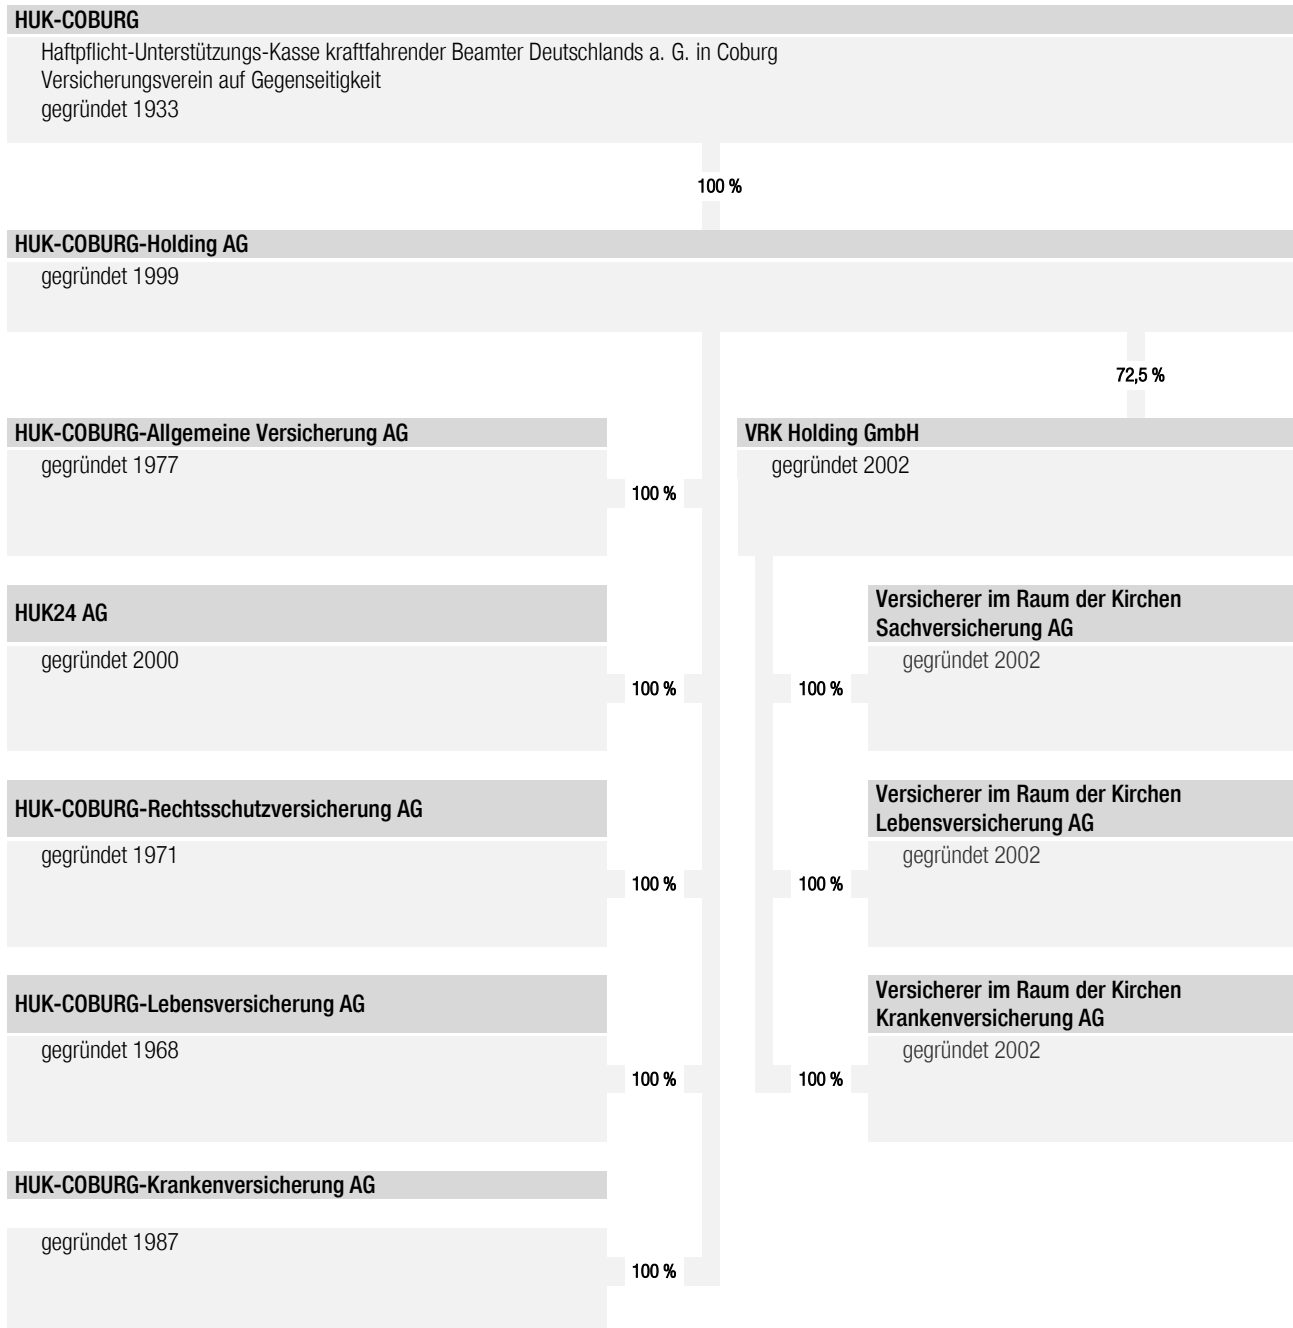 HUK-COBURG
Haftpflicht-Unterstützungs-Kasse kraftfahrender Beamter Deutschlands a. G. in Coburg
Versicherungsverein auf Gegenseitigkeit
gegründet 1933
100 %
HUK-COBURG-Holding AG
gegründet 1999
72,5 %
HUK-COBURG-Allgemeine Versicherung AG
gegründet 1977
100 %
VRK Holding GmbH
gegründet 2002
HUK24 AG
gegründet 2000
100 %
Versicherer im Raum der Kirchen
Sachversicherung AG
gegründet 2002
100 %
HUK-COBURG-Rechtsschutzversicherung AG
gegründet 1971
100 %
Versicherer im Raum der Kirchen
Lebensversicherung AG
gegründet 2002
100 %
HUK-COBURG-Lebensversicherung AG
gegründet 1968
100 %
Versicherer im Raum der Kirchen
Krankenversicherung AG
gegründet 2002
100 %
HUK-COBURG-Krankenversicherung AG
gegründet 1987
100 %